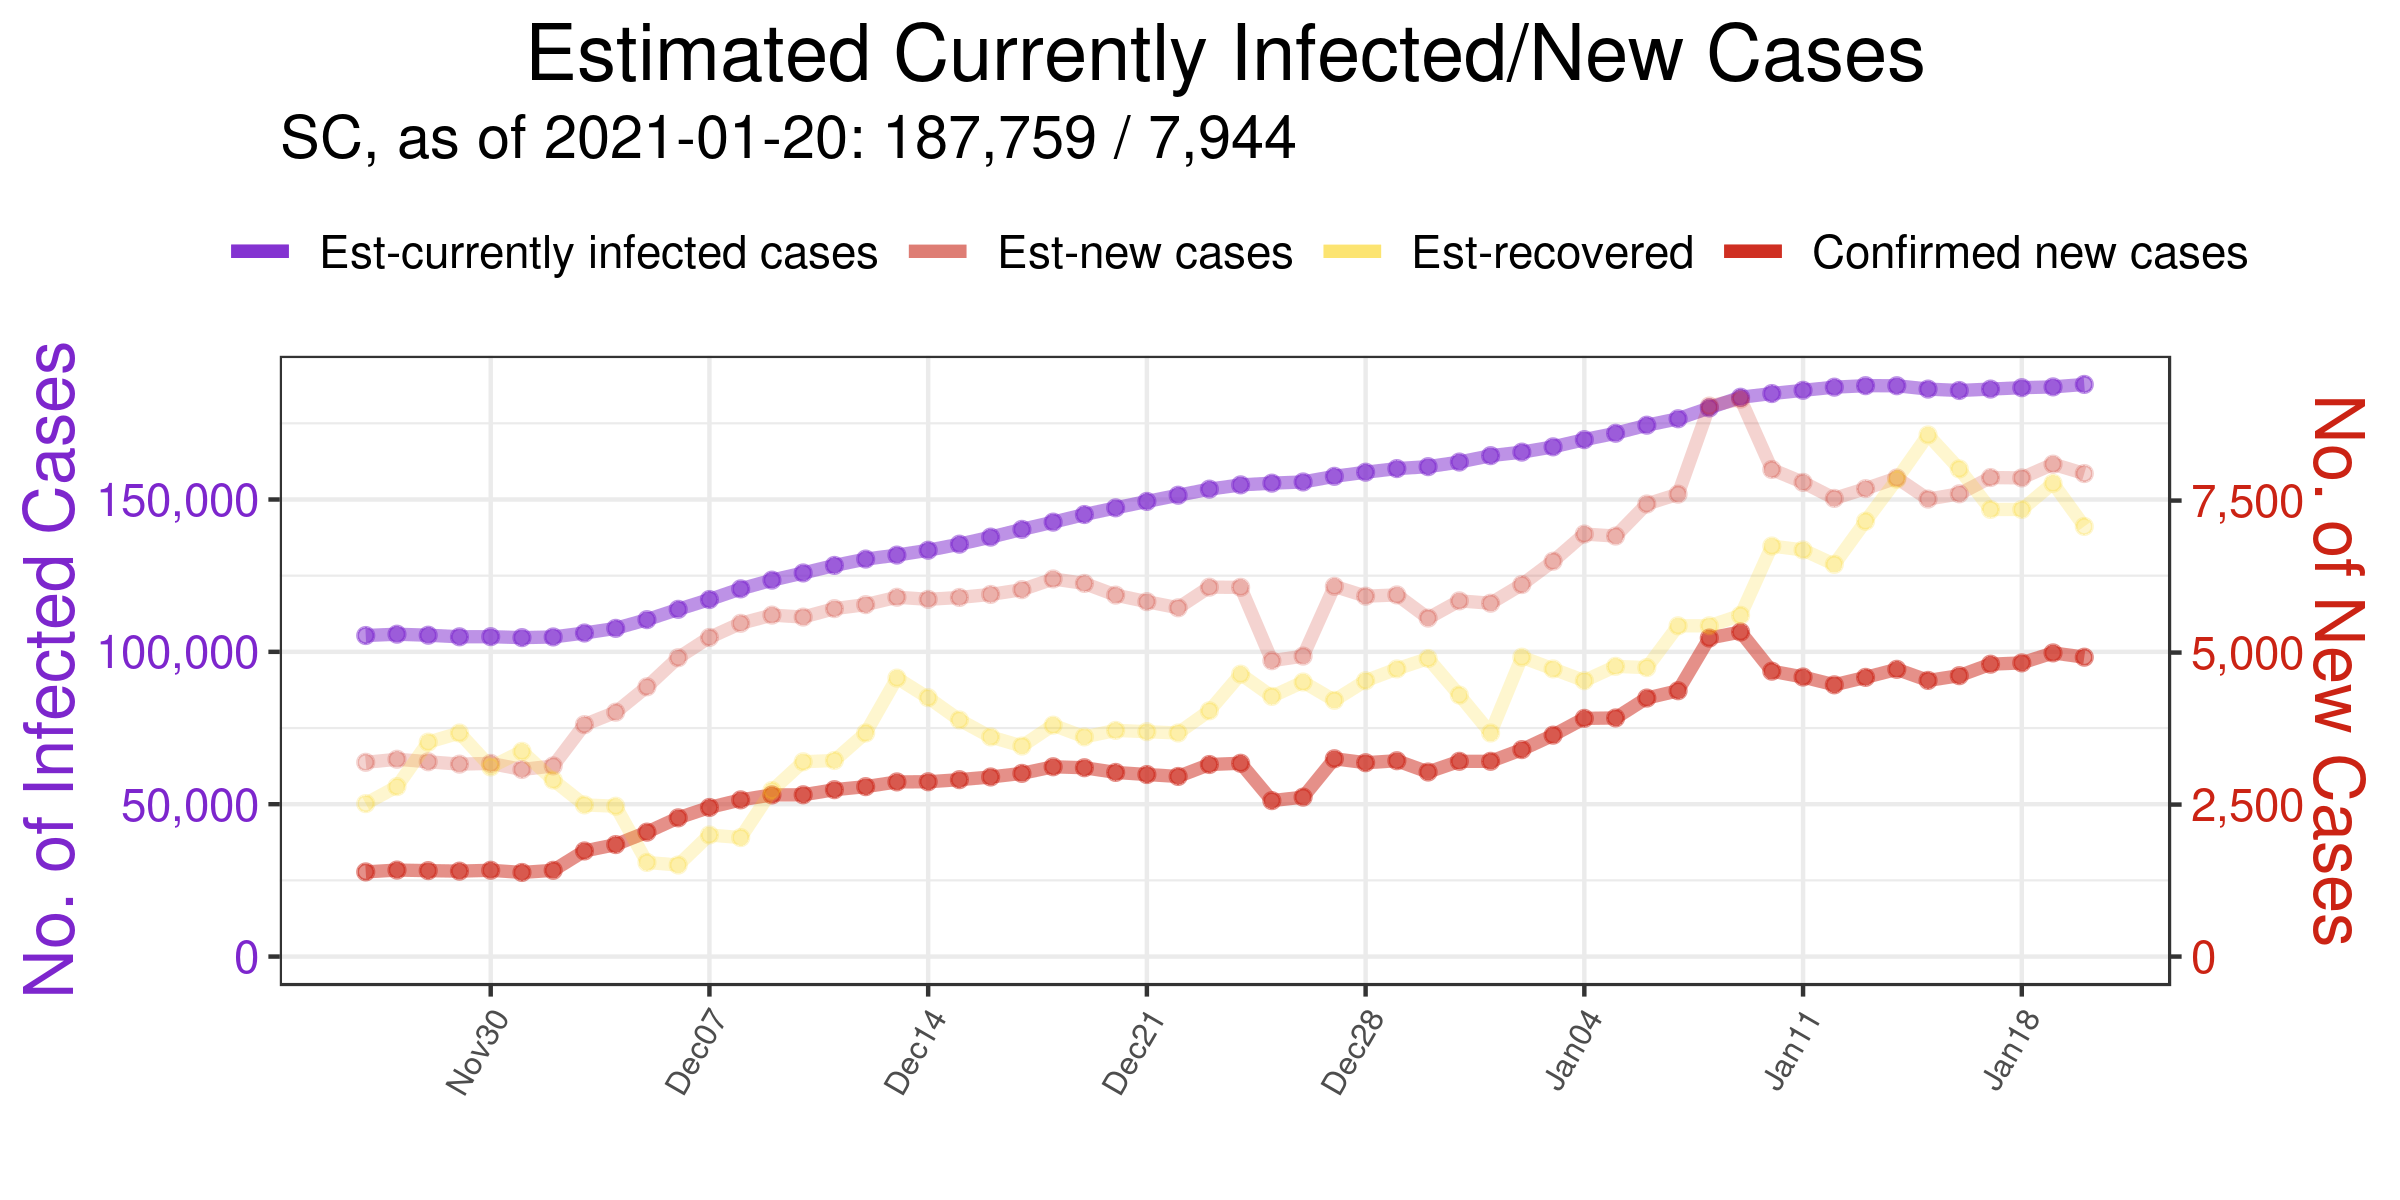 Estimated Currently Infected/New Cases
SC, as of 2021-01-20: 187,759 / 7,944
Est-currently infected cases Est-new cases Est-recovered Confirmed new cases
No. of Infected Cases
150,000
100,000
50,000
0
7,500
5,000
2,500
0
No. of New Cases
Nov30 Dec07 Dec14 Dec21 Dec28 Jan04 Jan11 Jan18